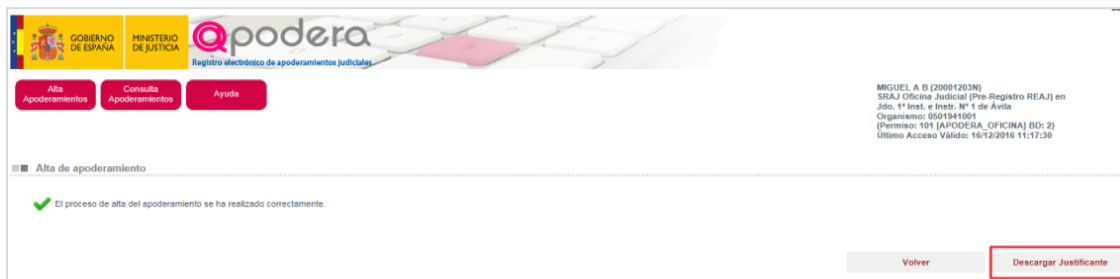 GOBIERNO
DE ESPAÑA
MINISTERIO
DE JUSTICIA
@podera
Registro electrónico de apoderamientos judiciales
Alta
Apoderamientos
Consulta
Apoderamientos
Ayuda
MIGUEL A B (20001203N)
SRAJ Oficina Judicial (Pre-Registro REAJ) en
Jdo. 1ª Inst. e Instr. Nº 1 de
Ávila
Organismo: 0501941001
(Permiso: 101 [APODERA_OFICINA] BD: 2)
Último Acceso Válido: 16/12/2016 11:17:30
Alta de apoderamiento
El proceso de alta del apoderamiento se ha realizado correctamente.
Volver
Descargar Justificante